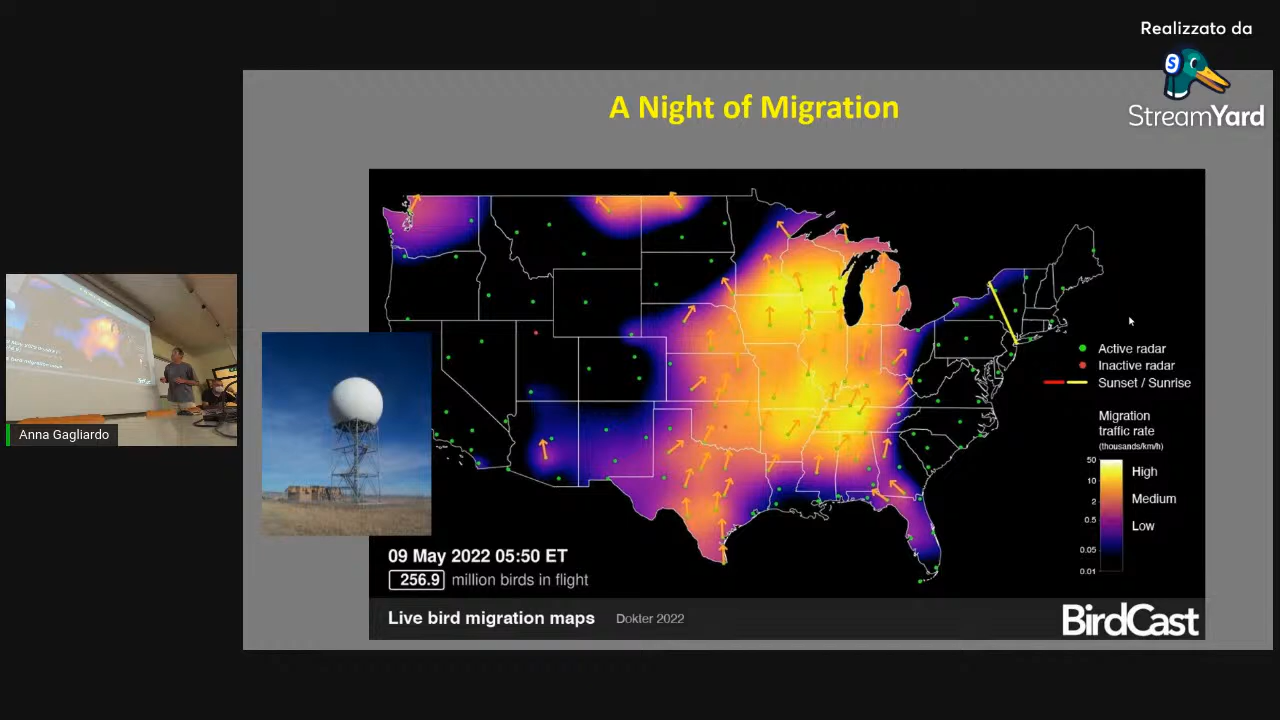 Realizzato da
StreamYard
A Night of Migration
Active radar
Inactive radar
Sunset / Sunrise
Migration
traffic rate
(thousands/km/h)
50
High
10
2
Medium
0.5
Low
0.05
0.01
Anna Gagliardo
09 May 2022 05:50 ET
256.9 million birds in flight
Live bird migration maps Dokter 2022
BirdCast